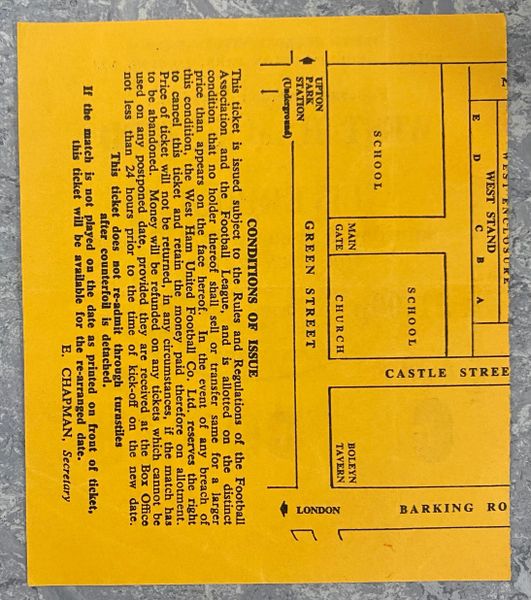 WEST ENCLOSURE
WEST STAND
E D C B A
SCHOOL
SCHOOL
MAIN
GATE
CHURCH
CASTLE STREE
BOLEYN
TAVERN
BARKING RO
UPTON
PARK
STATION
(Underground)
GREEN STREET
LONDON
CONDITIONS OF ISSUE
This ticket is issued subject to the Rules and Regulations of the Football
Association and the Football League, and is allotted on the distinct
condition that no holder thereof shall sell or transfer same for a larger
price than appears on the face hereof. In the event of any breach of
this condition, the West Ham United Football Co. Ltd. reserves the right
to cancel this ticket and retain the money paid therefore on allotment.
Price of ticket will not be returned, in any circumstances, if the match has
to be abandoned. Money will be refunded on any tickets which cannot be
used on any postponed date, provided they are received at the Box Office
not less than 24 hours prior to the time of kick-off on the new date.
This ticket does not re-admit through turnstiles
after counterfoil is detached.
If the match is not played on the date as printed on front of ticket,
this ticket will be available for the re-arranged date.
E. CHAPMAN, Secretary